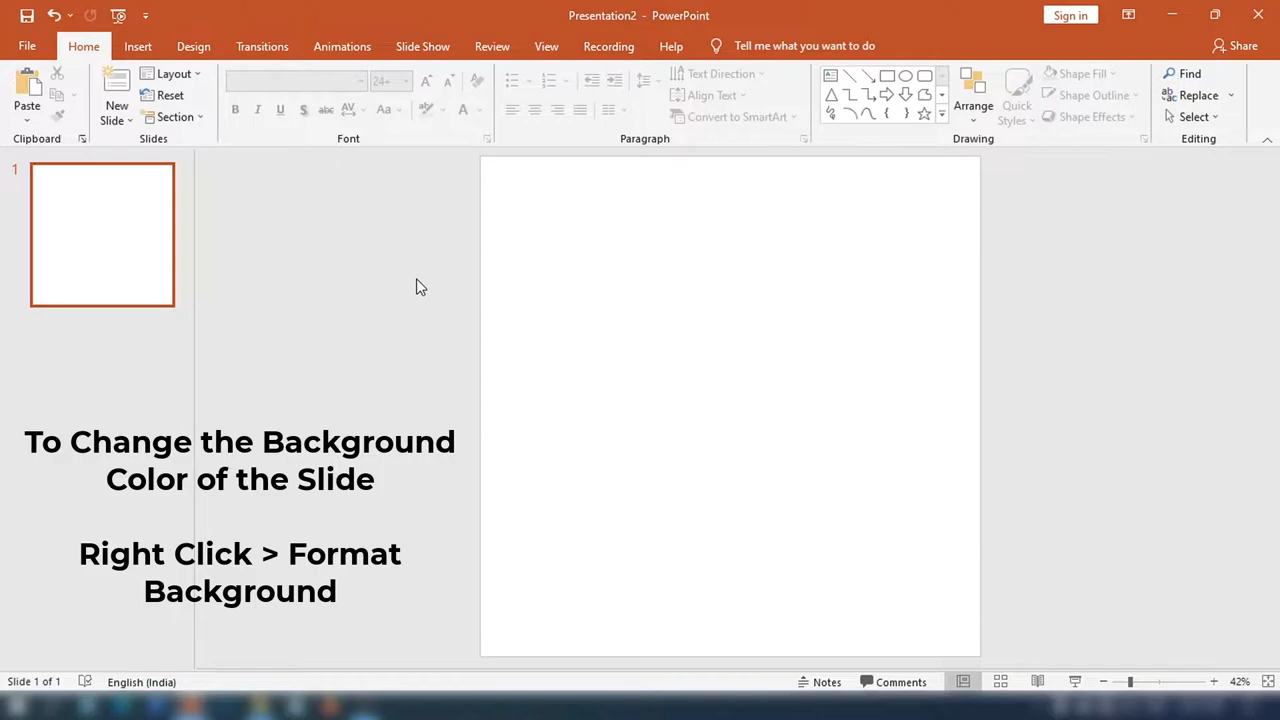 Presentation2 - PowerPoint
Sign in
File Home Insert Design Transitions Animations Slide Show Review View Recording Help Tell me what you want to do Share
Paste
Clipboard
New Slide
Layout
Reset
Section
Slides
24+
B I U S abc AV Aa A
Font
Text Direction
Align Text
Convert to SmartArt
Paragraph
Arrange
Quick Styles
Shape Fill
Shape Outline
Shape Effects
Drawing
Find
Replace
Select
Editing
1
To Change the Background
Color of the Slide
Right Click > Format
Background
Slide 1 of 1 English (India) Notes Comments 42%